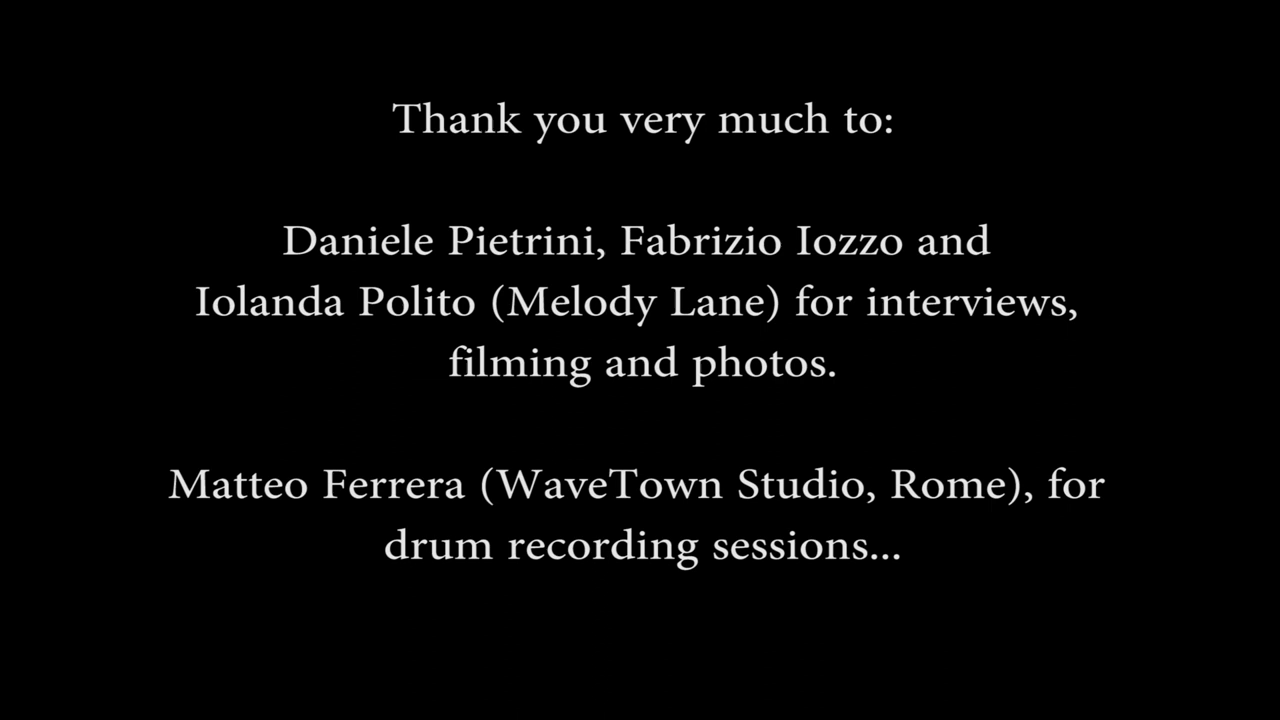 Thank you very much to:
Daniele Pietrini, Fabrizio Iozzo and
Iolanda Polito (Melody Lane) for interviews,
filming and photos.
Matteo Ferrera (WaveTown Studio, Rome), for
drum recording sessions...